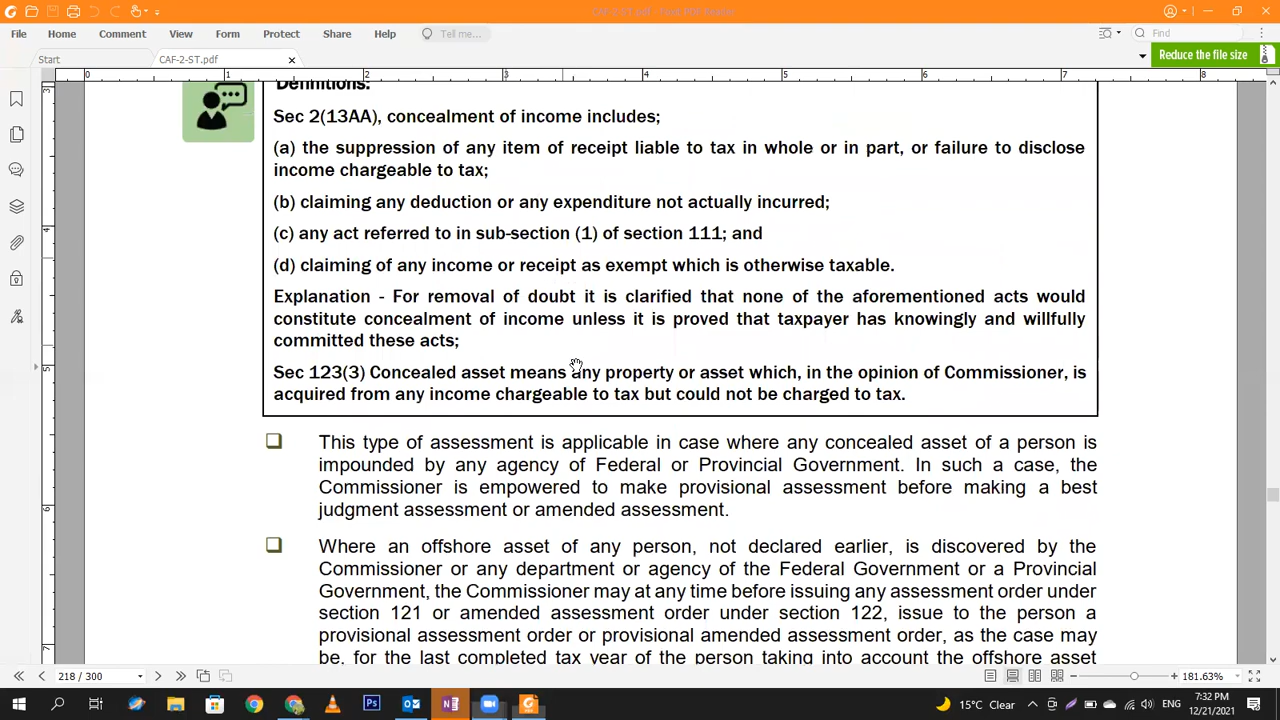 File Home Comment View Form Protect Share Help Tell me... Find
Start CAF-2-ST.pdf Reduce the file size
0 1 2 3 4 5 6 7 8
Definitions:
Sec 2(13AA), concealment of income includes;
(a) the suppression of any item of receipt liable to tax in whole or in part, or failure to disclose
income chargeable to tax;
(b) claiming any deduction or any expenditure not actually incurred;
(c) any act referred to in sub-section (1) of section 111; and
(d) claiming of any income or receipt as exempt which is otherwise taxable.
Explanation - For removal of doubt it is clarified that none of the aforementioned acts would
constitute concealment of income unless it is proved that taxpayer has knowingly and willfully
committed these acts;
Sec 123(3) Concealed asset means any property or asset which, in the opinion of Commissioner, is
acquired from any income chargeable to tax but could not be charged to tax.
This type of assessment is applicable in case where any concealed asset of a person is
impounded by any agency of Federal or Provincial Government. In such a case, the
Commissioner is empowered to make provisional assessment before making a best
judgment assessment or amended assessment.
Where an offshore asset of any person, not declared earlier, is discovered by the
Commissioner or any department or agency of the Federal Government or a Provincial
Government, the Commissioner may at any time before issuing any assessment order under
section 121 or amended assessment order under section 122, issue to the person a
provisional assessment order or provisional amended assessment order, as the case may
be, for the last completed tax year of the person taking into account the offshore asset
218 / 300 181.63%
15°C Clear ENG 7:32 PM
12/21/2021